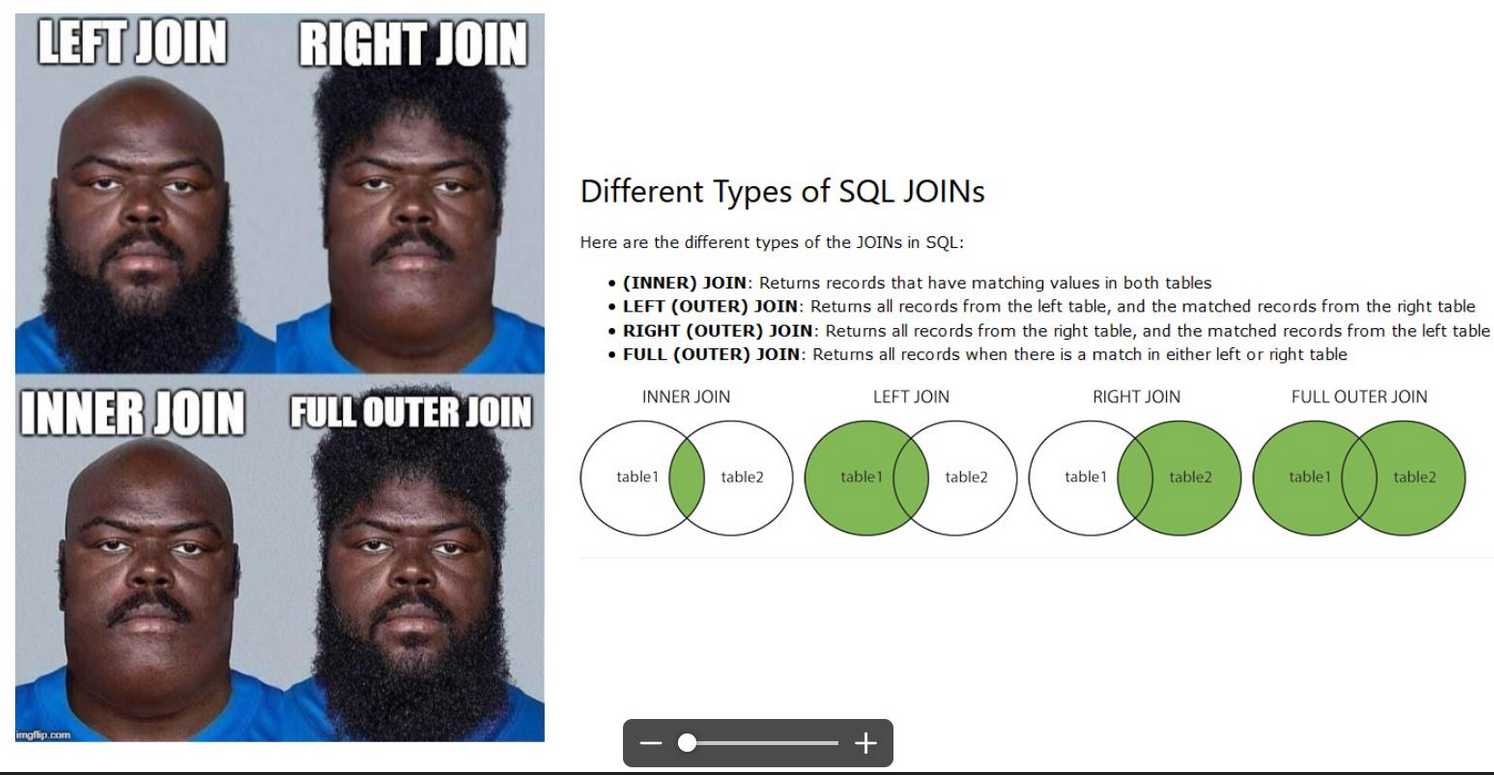 LEFT JOIN
RIGHT JOIN
INNER JOIN
FULL OUTER JOIN
imgflip.com
Different Types of SQL JOINs
Here are the different types of the JOINs in SQL:
• (INNER) JOIN: Returns records that have matching values in both tables
• LEFT (OUTER) JOIN: Returns all records from the left table, and the matched records from the right table
• RIGHT (OUTER) JOIN: Returns all records from the right table, and the matched records from the left table
• FULL (OUTER) JOIN: Returns all records when there is a match in either left or right table
INNER JOIN
LEFT JOIN
RIGHT JOIN
FULL OUTER JOIN
table1
table2
table1
table2
table1
table2
table1
table2